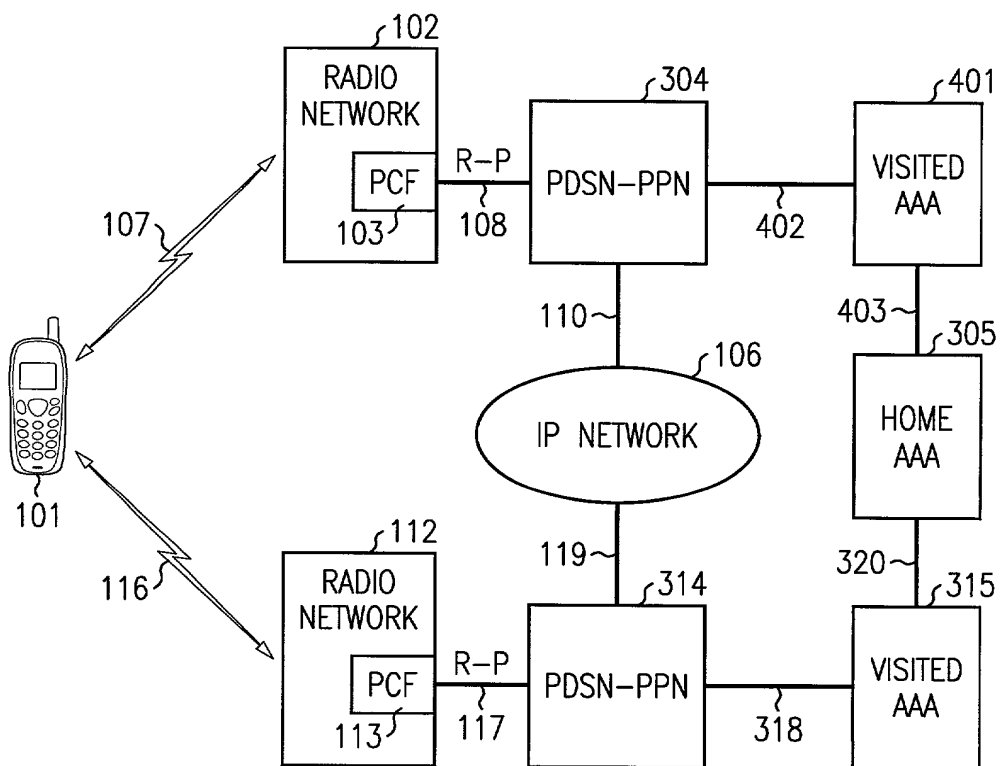 102
RADIO
NETWORK
PCF
103
R-P
108
304
PDSN-PPN
402
401
VISITED
AAA
107
110
403
305
106
IP NETWORK
HOME
AAA
101
116
112
RADIO
NETWORK
PCF
113
R-P
117
119
314
PDSN-PPN
318
320
315
VISITED
AAA